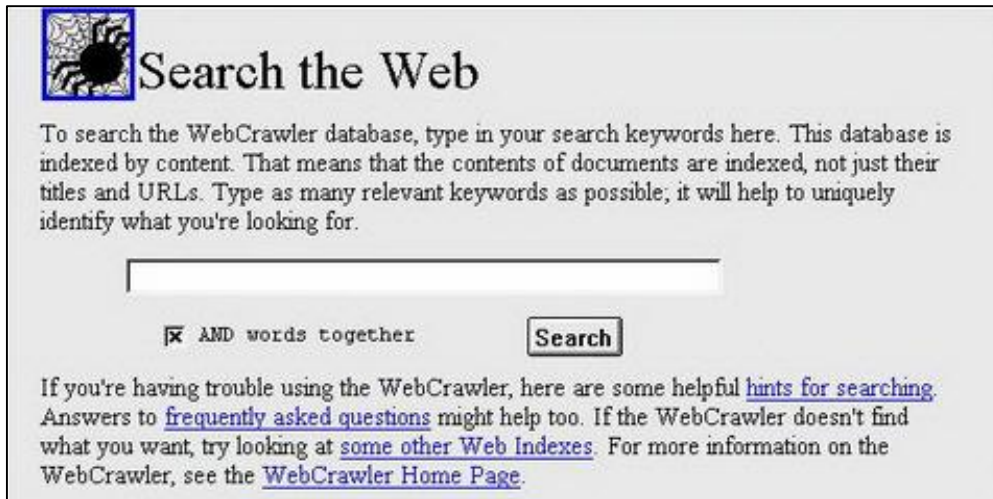 Search the Web
To search the WebCrawler database, type in your search keywords here. This database is
indexed by content. That means that the contents of documents are indexed, not just their
titles and URLs. Type as many relevant keywords as possible; it will help to uniquely
identify what you're looking for.
AND words together
Search
If you're having trouble using the WebCrawler, here are some helpful hints for searching.
Answers to frequently asked questions might help too. If the WebCrawler doesn't find
what you want, try looking at some other Web Indexes. For more information on the
WebCrawler, see the WebCrawler Home Page.